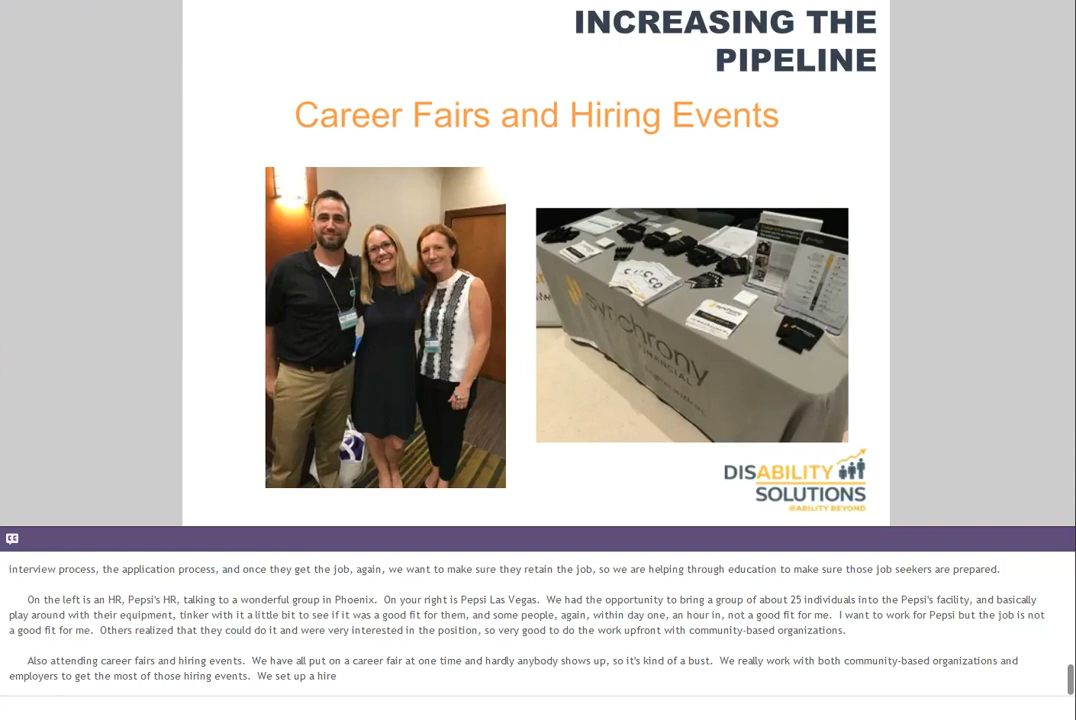 INCREASING THE
PIPELINE
Career Fairs and Hiring Events
synchrony
FINANCIAL
DISABILITY
SOLUTIONS
@ABILITY BEYOND
interview process, the application process, and once they get the job, again, we want to make sure they retain the job, so we are helping through education to make sure those job seekers are prepared.
On the left is an HR, Pepsi's HR, talking to a wonderful group in Phoenix. On your right is Pepsi Las Vegas. We had the opportunity to bring a group of about 25 individuals into the Pepsi's facility, and basically
play around with their equipment, tinker with it a little bit to see if it was a good fit for them, and some people, again, within day one, an hour in, not a good fit for me. I want to work for Pepsi but the job is not
a good fit for me. Others realized that they could do it and were very interested in the position, so very good to do the work upfront with community-based organizations.
Also attending career fairs and hiring events. We have all put on a career fair at one time and hardly anybody shows up, so it's kind of a bust. We really work with both community-based organizations and
employers to get the most of those hiring events. We set up a hire